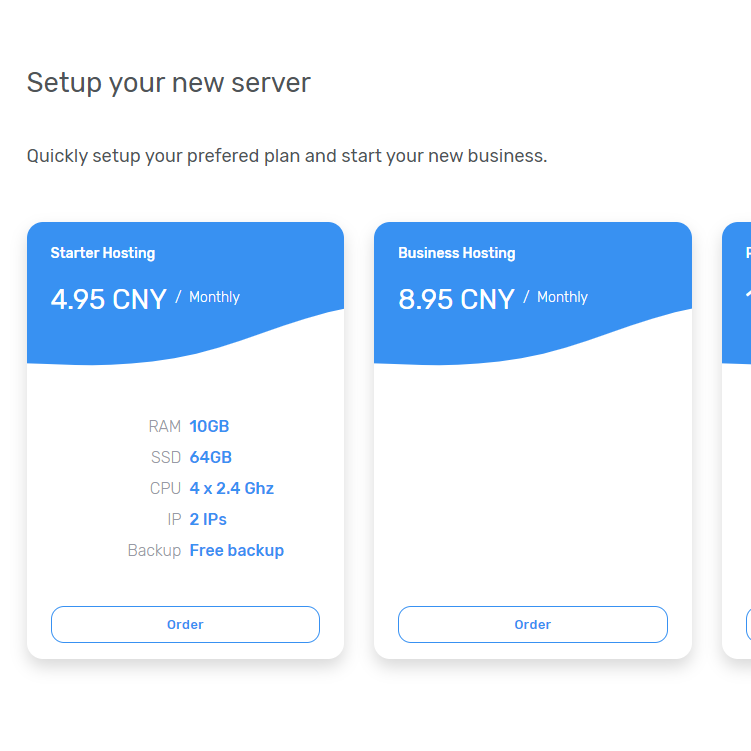 Setup your new server
Quickly setup your prefered plan and start your new business.
Starter Hosting
4.95 CNY / Monthly
RAM 10GB
SSD 64GB
CPU 4 x 2.4 Ghz
IP 2 IPs
Backup Free backup
Order
Business Hosting
8.95 CNY / Monthly
Order